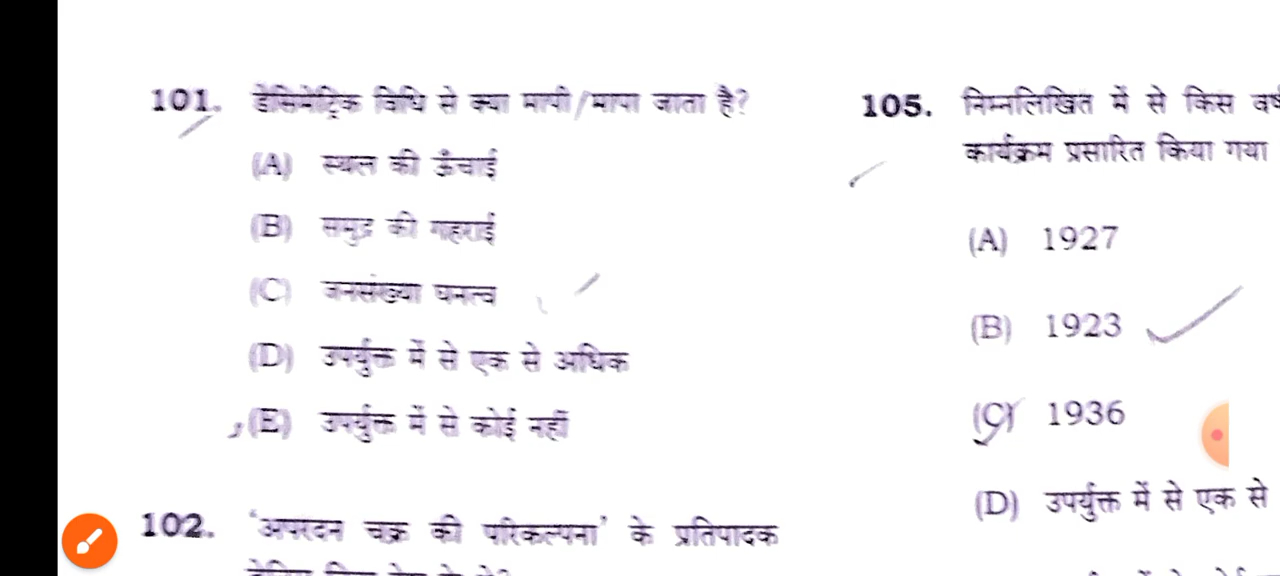 101. डेसिमेट्रिक विधि से क्या मापी/मापा जाता है?
(A) स्थल की ऊँचाई
(B) समुद्र की गहराई
(C) जनसंख्या घनत्व
(D) उपर्युक्त में से एक से अधिक
(E) उपर्युक्त में से कोई नहीं
102. 'अपरदन चक्र की परिकल्पना' के प्रतिपादक
105. निम्नलिखित में से किस वर्ष
कार्यक्रम प्रसारित किया गया
(A) 1927
(B) 1923
(C) 1936
(D) उपर्युक्त में से एक से